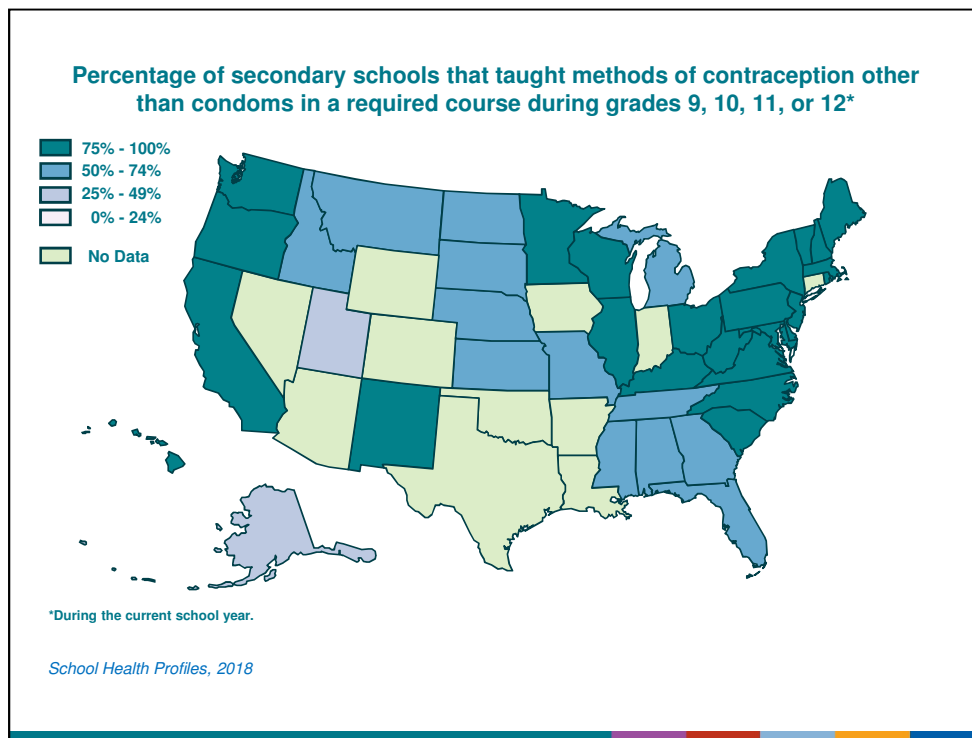 Percentage of secondary schools that taught methods of contraception other
than condoms in a required course during grades 9, 10, 11, or 12*
75% - 100%
50% - 74%
25% - 49%
0% - 24%
No Data
*During the current school year.
School Health Profiles, 2018